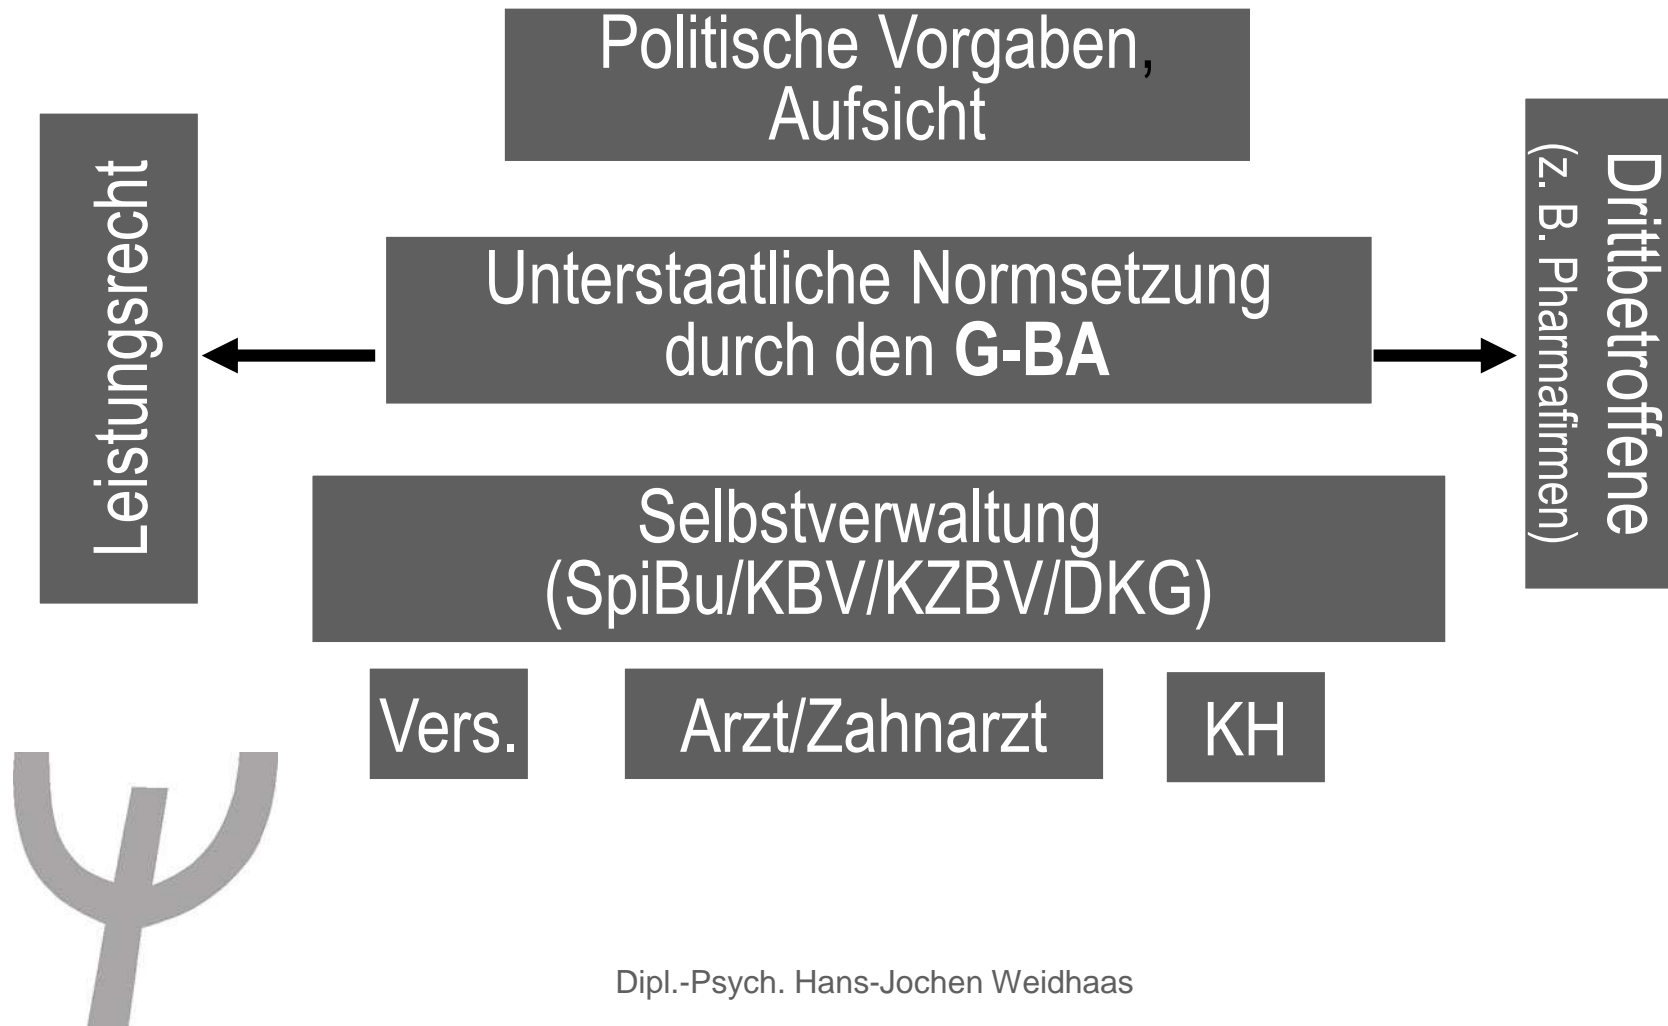 Politische Vorgaben,
Aufsicht
Leistungsrecht
Unterstaatliche Normsetzung
durch den G-BA
Drittbetroffene
(z. B. Pharmafirmen)
Selbstverwaltung
(SpiBu/KBV/KZBV/DKG)
Vers.
Arzt/Zahnarzt
KH
Dipl.-Psych. Hans-Jochen Weidhaas